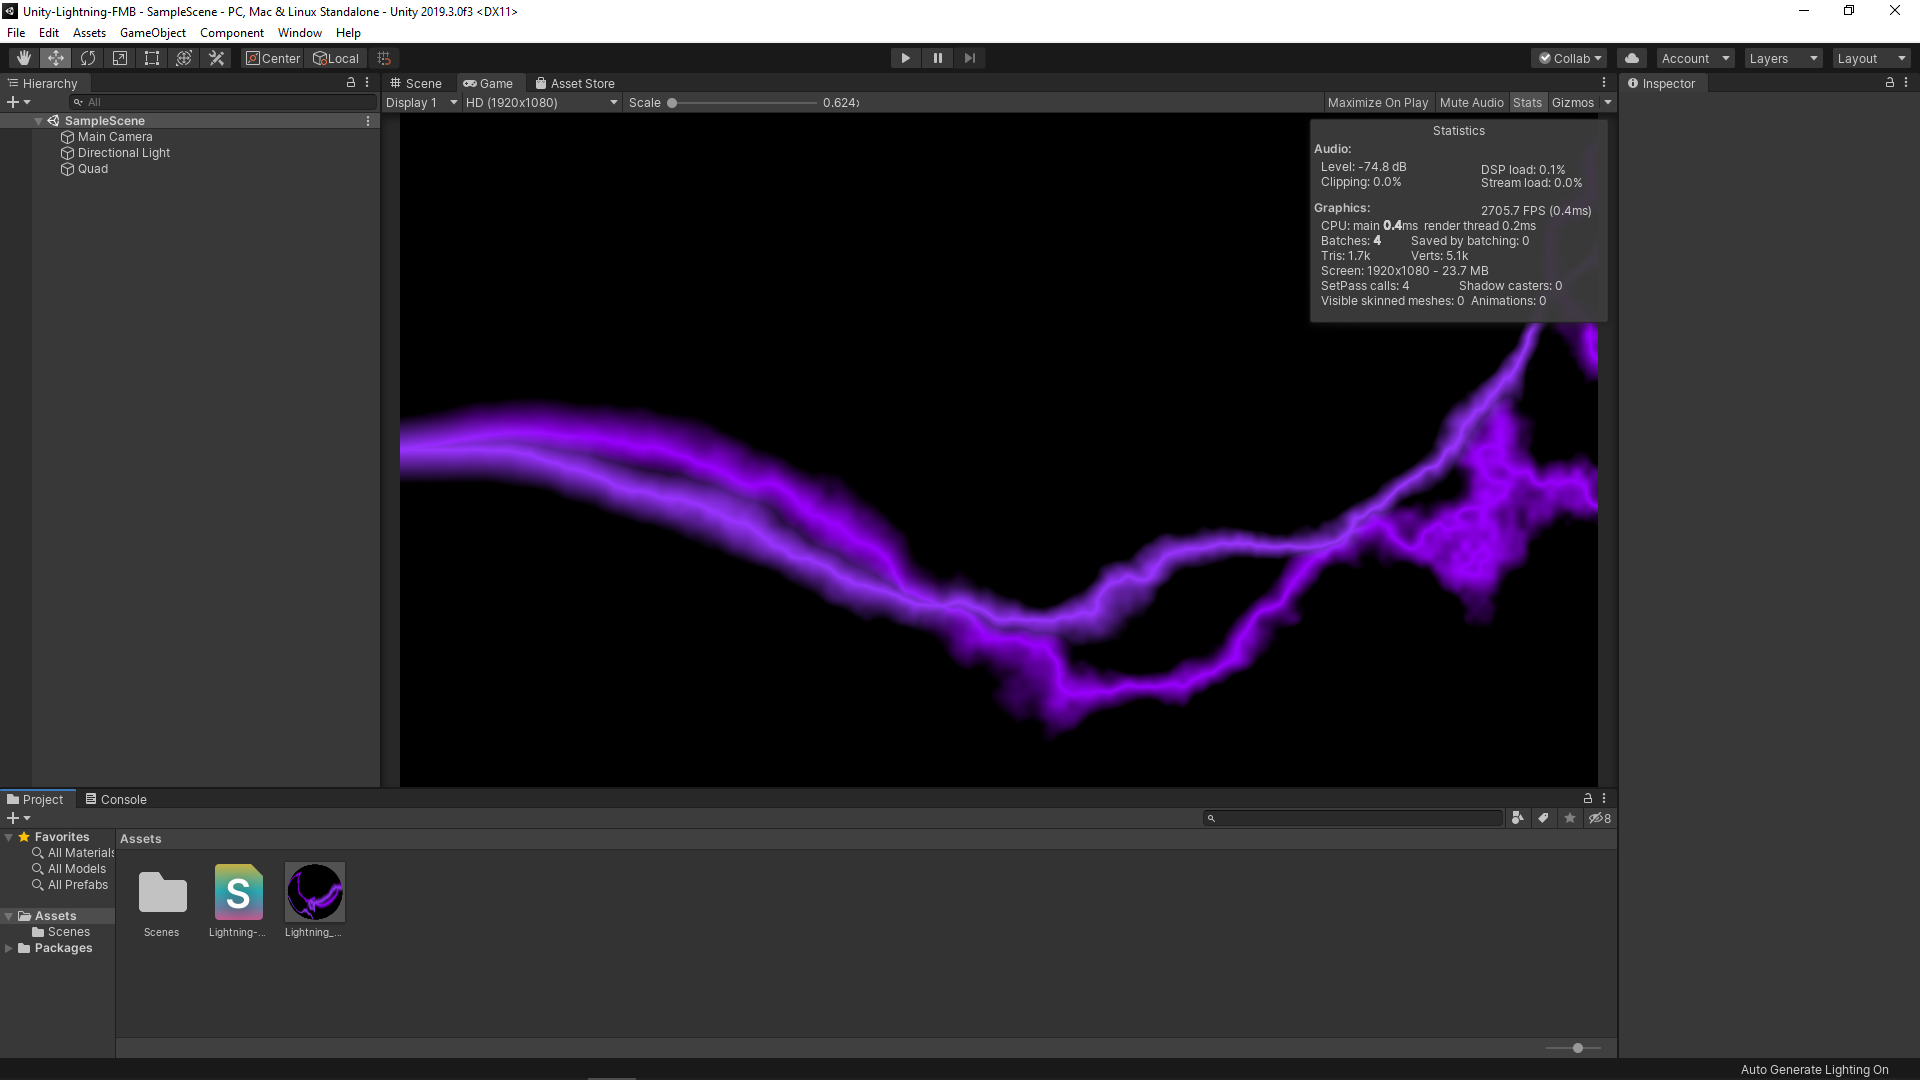 Unity-Lightning-FMB - SampleScene - PC, Mac & Linux Standalone - Unity 2019.3.0f3 <DX11>
File Edit Assets GameObject Component Window Help
Center Local Collab Account Layers Layout
Hierarchy
All
SampleScene
Main Camera
Directional Light
Quad
Scene Game Asset Store
Display 1 HD (1920x1080) Scale 0.624x Maximize On Play Mute Audio Stats Gizmos
Statistics
Audio:
Level: -74.8 dB DSP load: 0.1%
Clipping: 0.0% Stream load: 0.0%
Graphics: 2705.7 FPS (0.4ms)
CPU: main 0.4ms render thread 0.2ms
Batches: 4 Saved by batching: 0
Tris: 1.7k Verts: 5.1k
Screen: 1920x1080 - 23.7 MB
SetPass calls: 4 Shadow casters: 0
Visible skinned meshes: 0 Animations: 0
Inspector
Project Console
8
Favorites
All Materials
All Models
All Prefabs
Assets
Scenes
Packages
Assets
S
Scenes Lightning-... Lightning_...
Auto Generate Lighting On